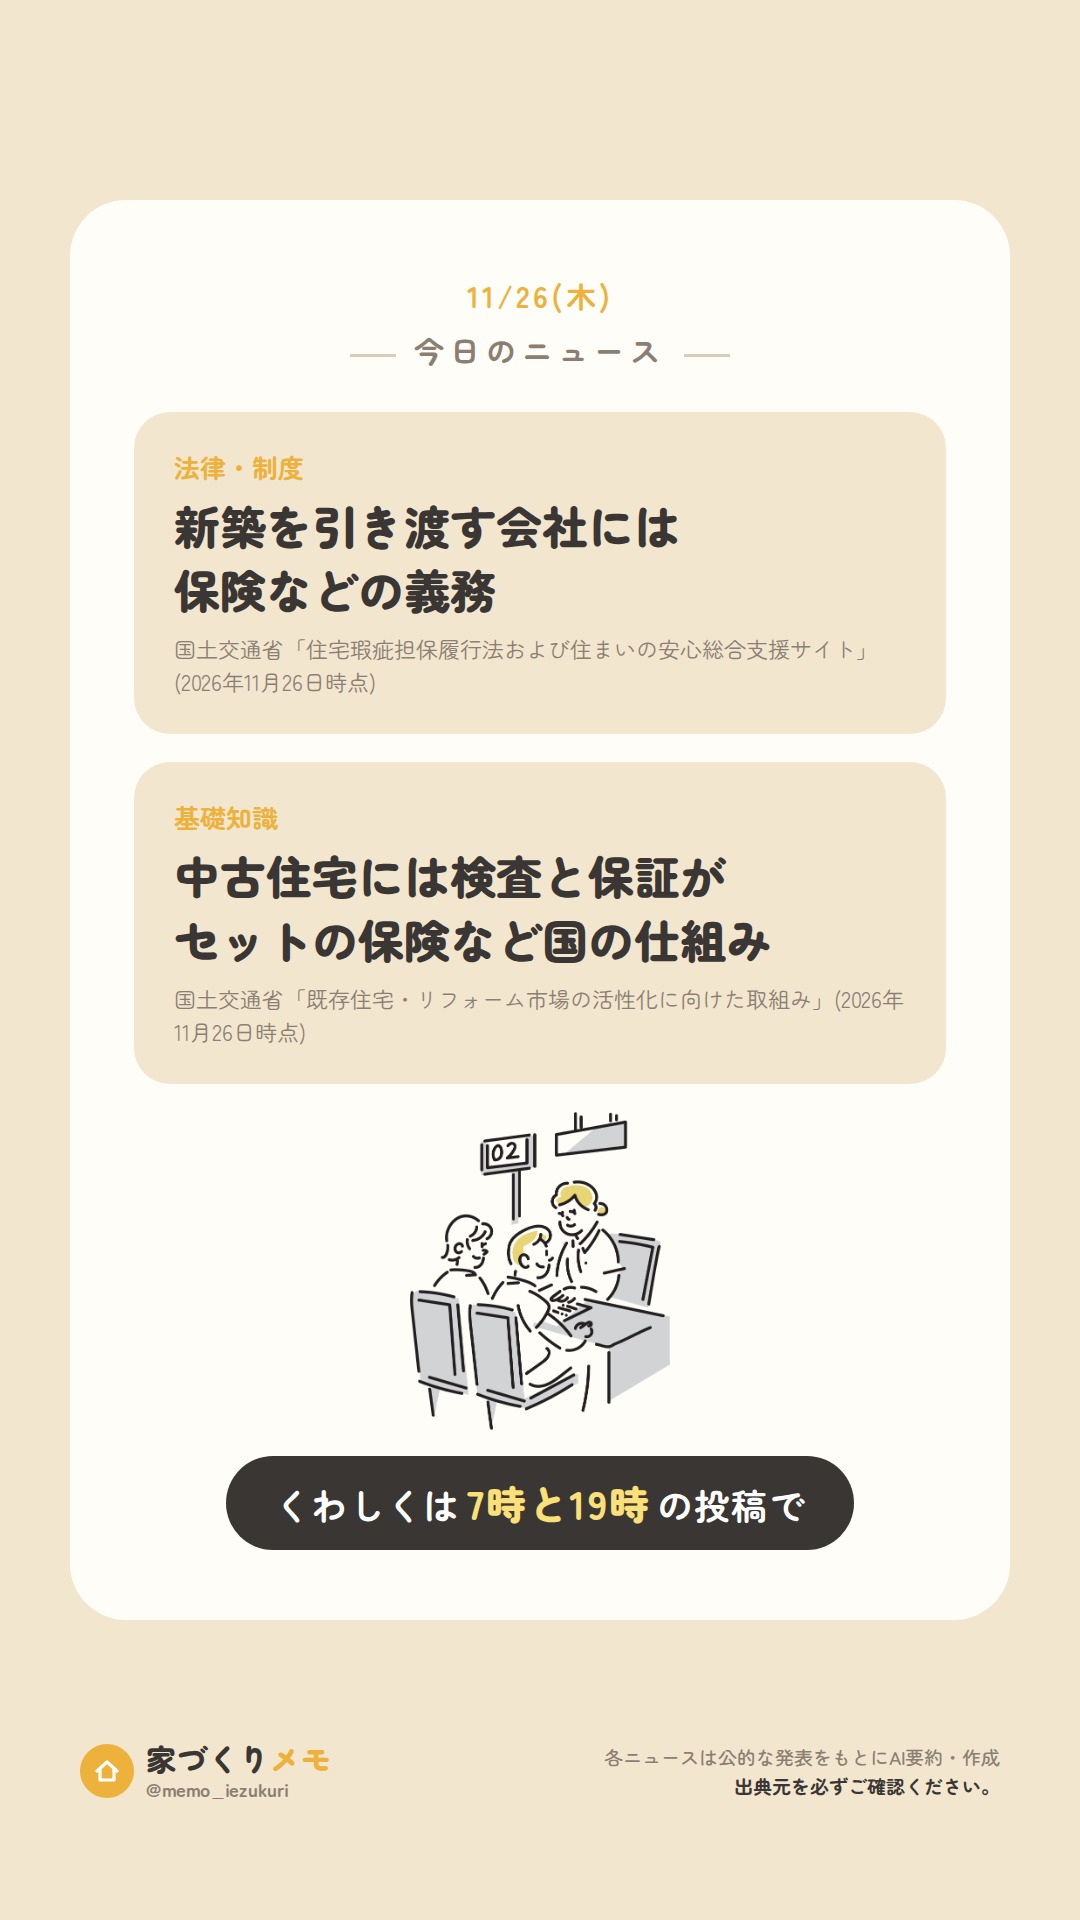 11/26(木)
今日のニュース
法律・制度
新築を引き渡す会社には
保険などの義務
国土交通省「住宅瑕疵担保履行法および住まいの安心総合支援サイト」
(2026年11月26日時点)
基礎知識
中古住宅には検査と保証が
セットの保険など国の仕組み
国土交通省「既存住宅・リフォーム市場の活性化に向けた取組み」(2026年
11月26日時点)
02
くわしくは 7時と19時 の投稿で
家づくりメモ
@memo_iezukuri
各ニュースは公的な発表をもとにAI要約・作成
出典元を必ずご確認ください。